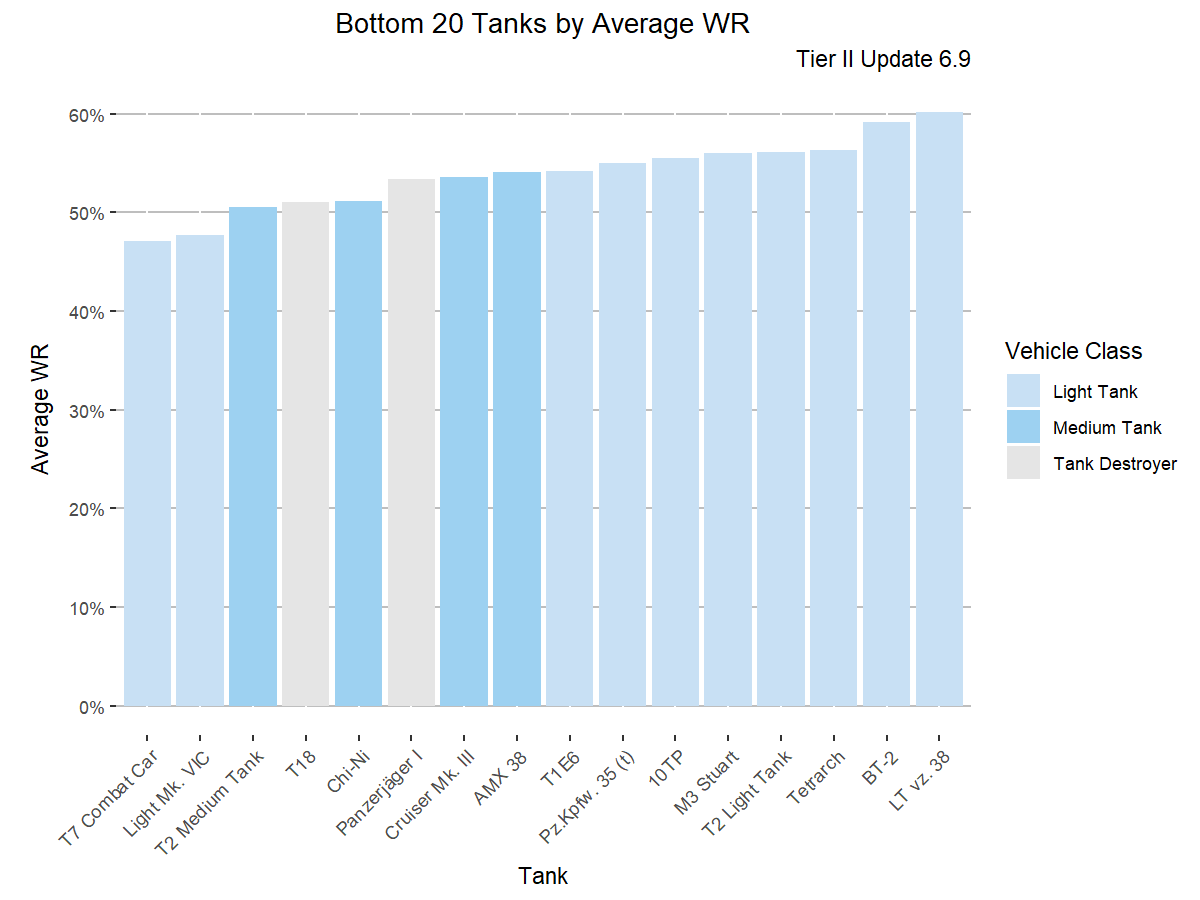 Bottom 20 Tanks by Average WR
Tier II Update 6.9
60%
50%
40%
30%
20%
10%
0%
Average WR
T7 Combat Car
Light Mk. VIC
T2 Medium Tank
T18
Chi-Ni
Panzerjäger I
Cruiser Mk. III
AMX 38
T1E6
Pz.Kpfw. 35 (t)
10TP
M3 Stuart
T2 Light Tank
Tetrarch
BT-2
LT vz. 38
Tank
Vehicle Class
Light Tank
Medium Tank
Tank Destroyer